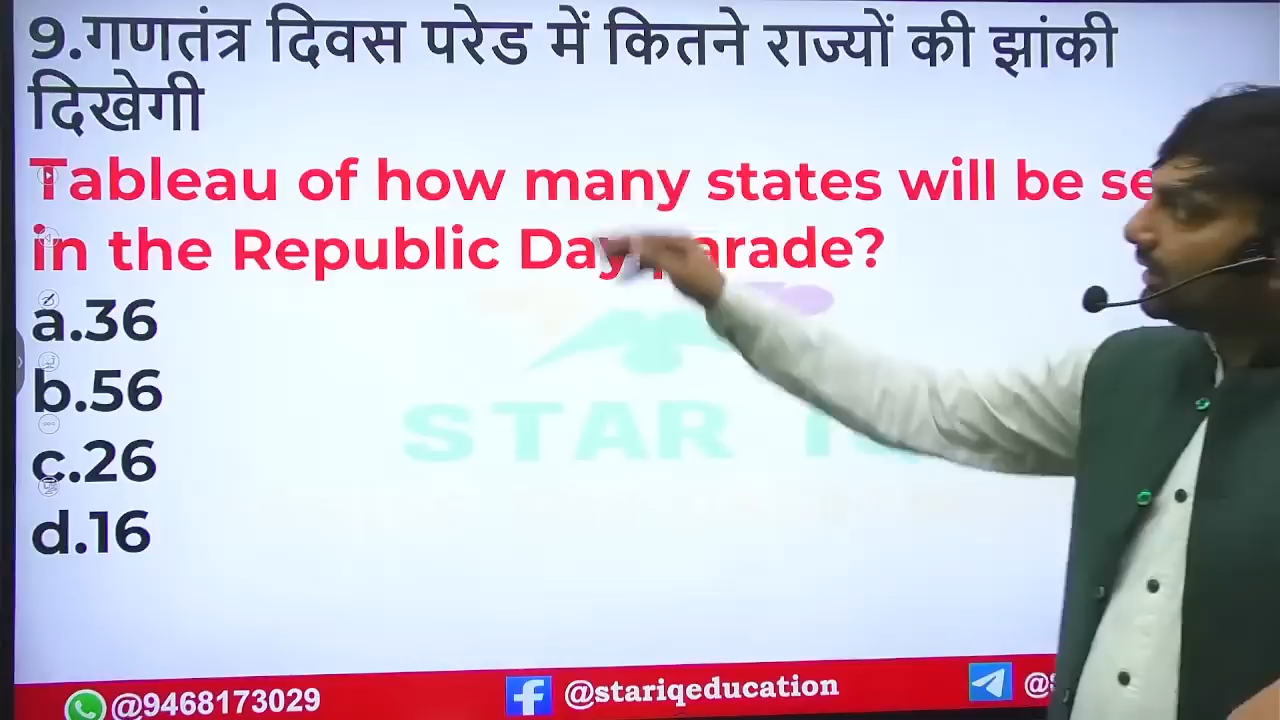 9.गणतंत्र दिवस परेड में कितने राज्यों की झांकी
दिखेगी
Tableau of how many states will be
in the Republic Day parade?
a.36
b.56
c.26
d.16
STAR
@9468173029
@stariqeducation